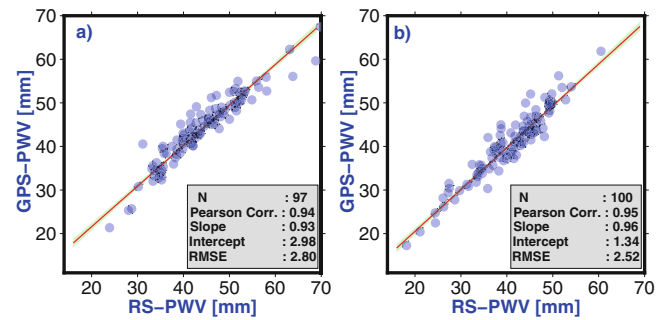 a)
GPS-PWV [mm]
70
60
50
40
30
20
N : 97
Pearson Corr. : 0.94
Slope : 0.93
Intercept : 2.98
RMSE : 2.80
20 30 40 50 60 70
RS-PWV [mm]
b)
GPS-PWV [mm]
70
60
50
40
30
20
N : 100
Pearson Corr. : 0.95
Slope : 0.96
Intercept : 1.34
RMSE : 2.52
20 30 40 50 60 70
RS-PWV [mm]